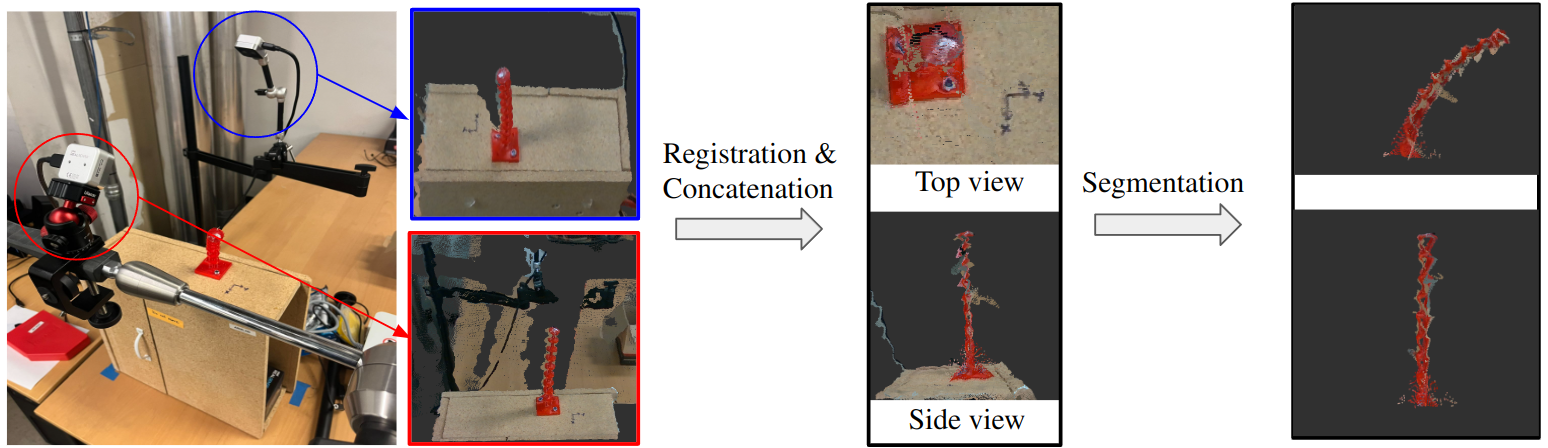 Registration &
Concatenation
Top view
Segmentation
Side view